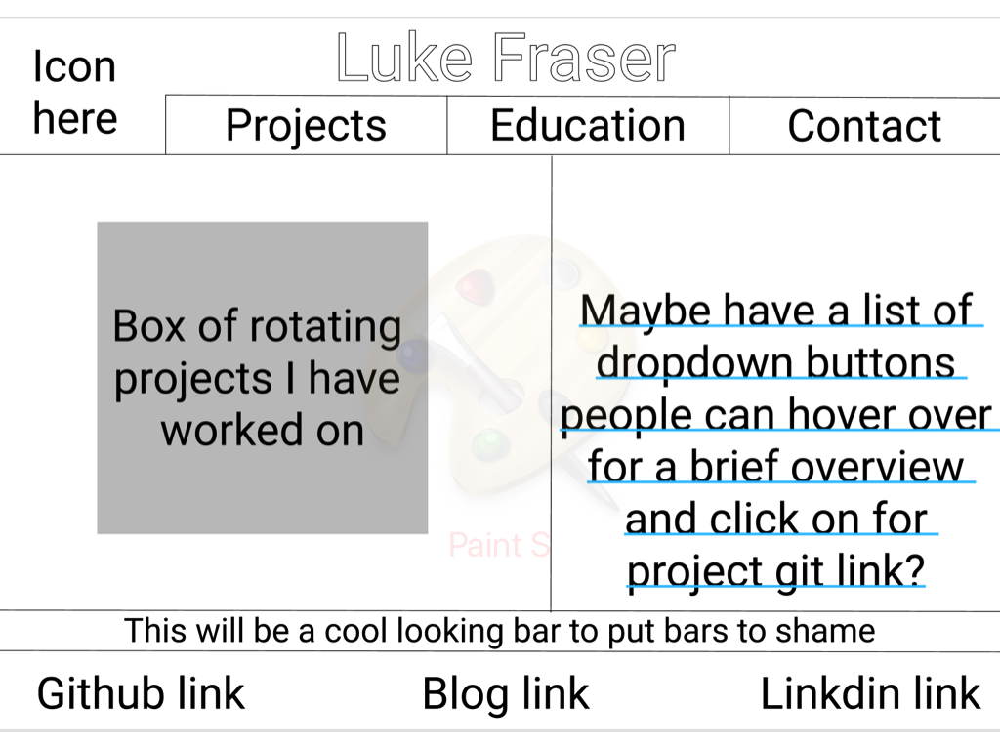 Icon
here
Luke Fraser
Projects
Education
Contact
Box of rotating
projects I have
worked on
Maybe have a list of
dropdown buttons
people can hover over
for a brief overview
and click on for
project git link?
Paint S
This will be a cool looking bar to put bars to shame
Github link
Blog link
Linkdin link